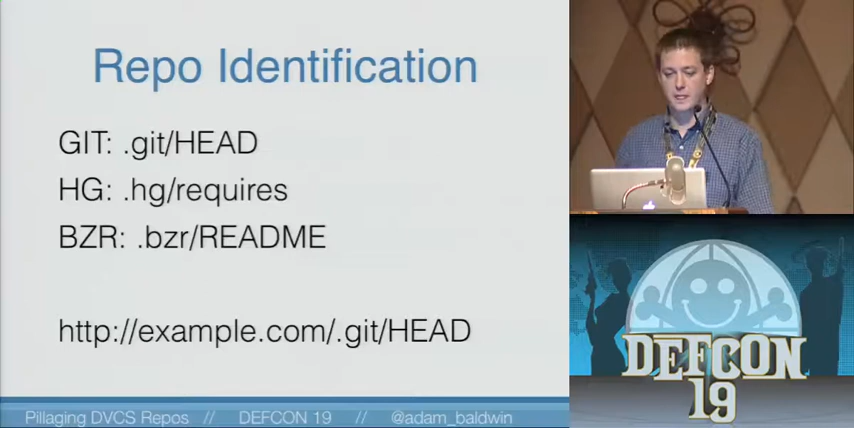 Repo Identification
GIT: .git/HEAD
HG: .hg/requires
BZR: .bzr/README
http://example.com/.git/HEAD
Pillaging DVCS Repos // DEFCON 19 // @adam_baldwin
DEFCON
19